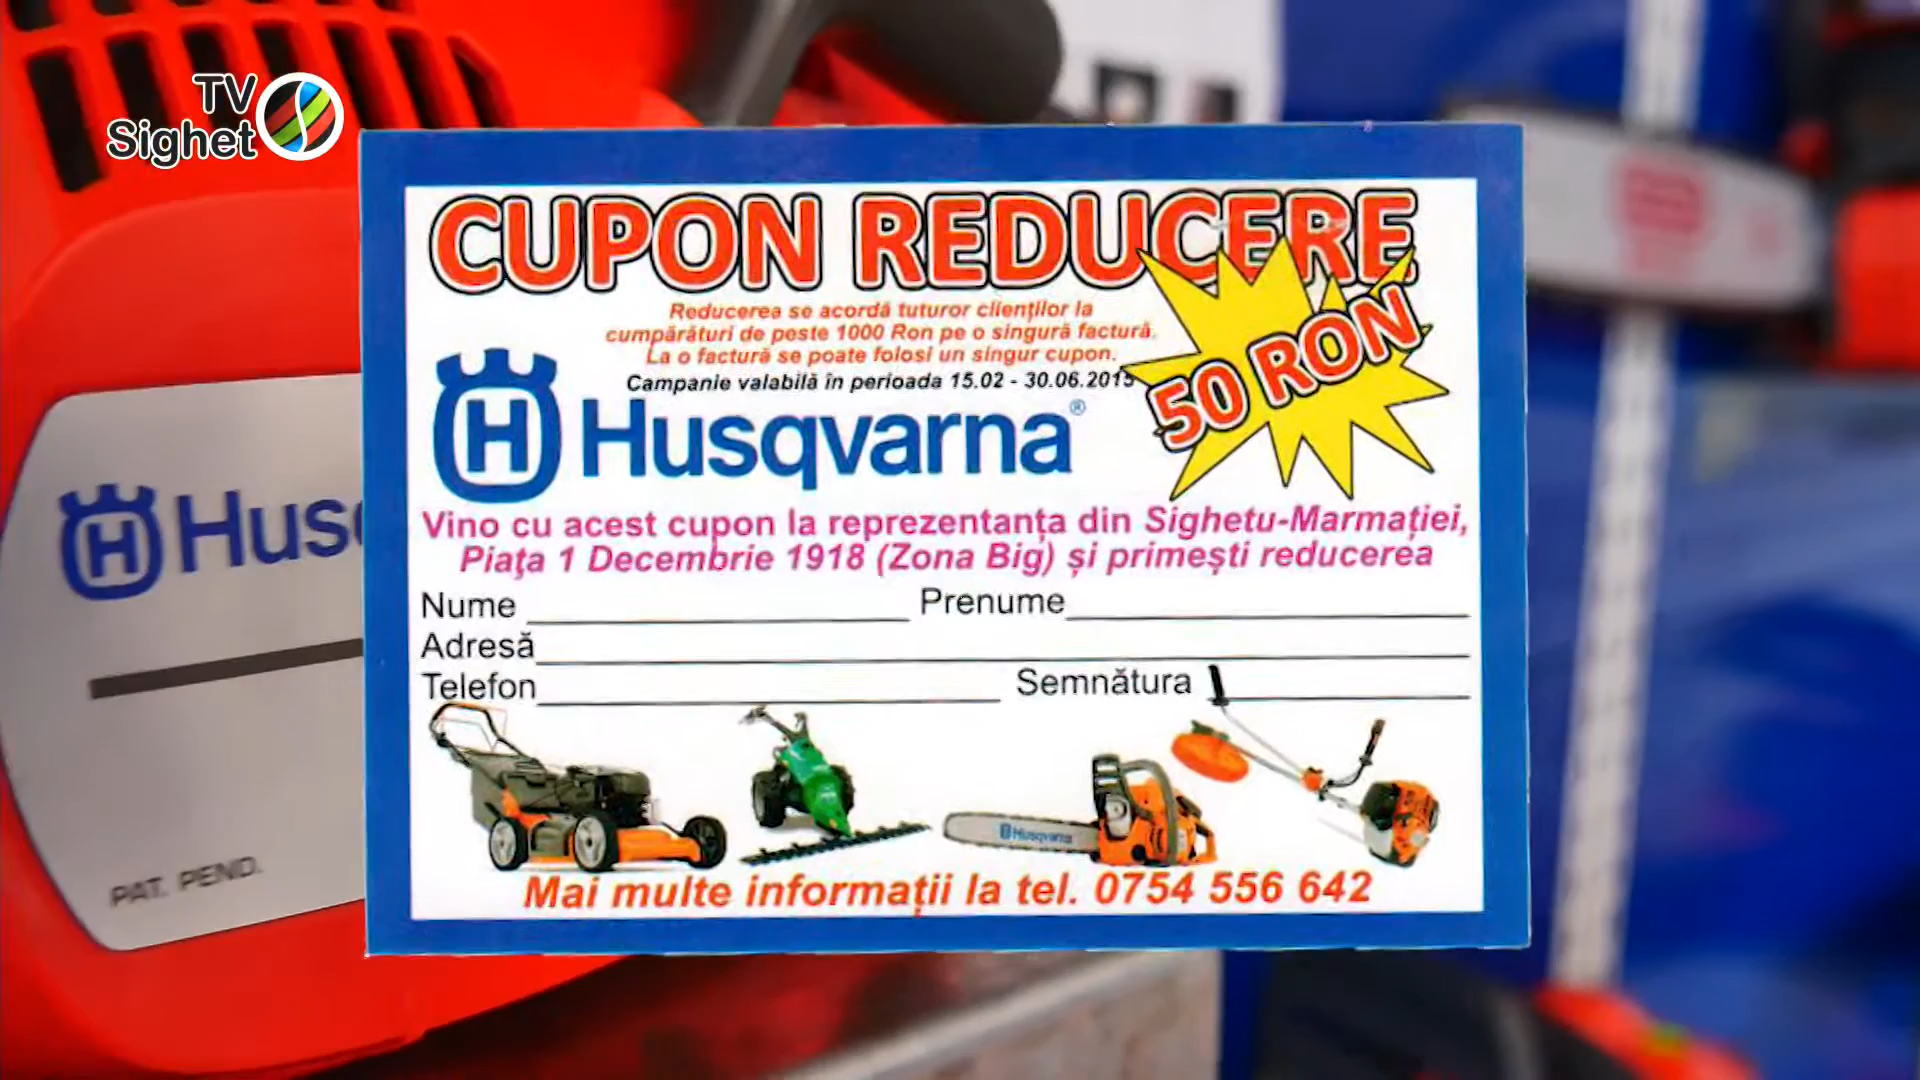 TV
Sighet
CUPON REDUCERE
Reducerea se acordă tuturor clienților la
cumpărături de peste 1000 Ron pe o singură factură.
La o factură se poate folosi un singur cupon.
Campanie valabilă în perioada 15.02 - 30.06.2015
50 RON
H Husqvarna®
Vino cu acest cupon la reprezentanța din Sighetu-Marmației,
Piaţa 1 Decembrie 1918 (Zona Big) și primești reducerea
Nume Prenume
Adresă
Telefon Semnătura
Husqvarna
Mai multe informații la tel. 0754 556 642
H Husq
PAT. PEND.